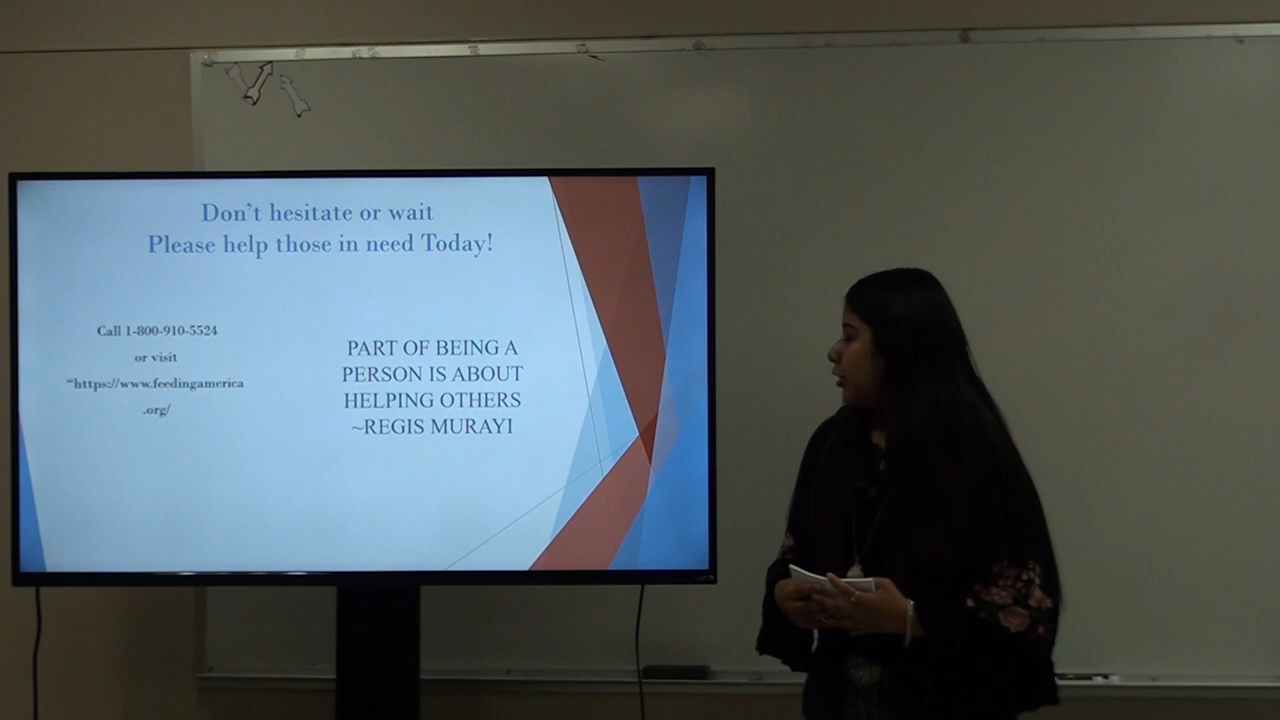 Don't hesitate or wait
Please help those in need Today!
Call 1-800-910-5524
or visit
“https://www.feedingamerica
.org/
PART OF BEING A
PERSON IS ABOUT
HELPING OTHERS
~REGIS MURAYI